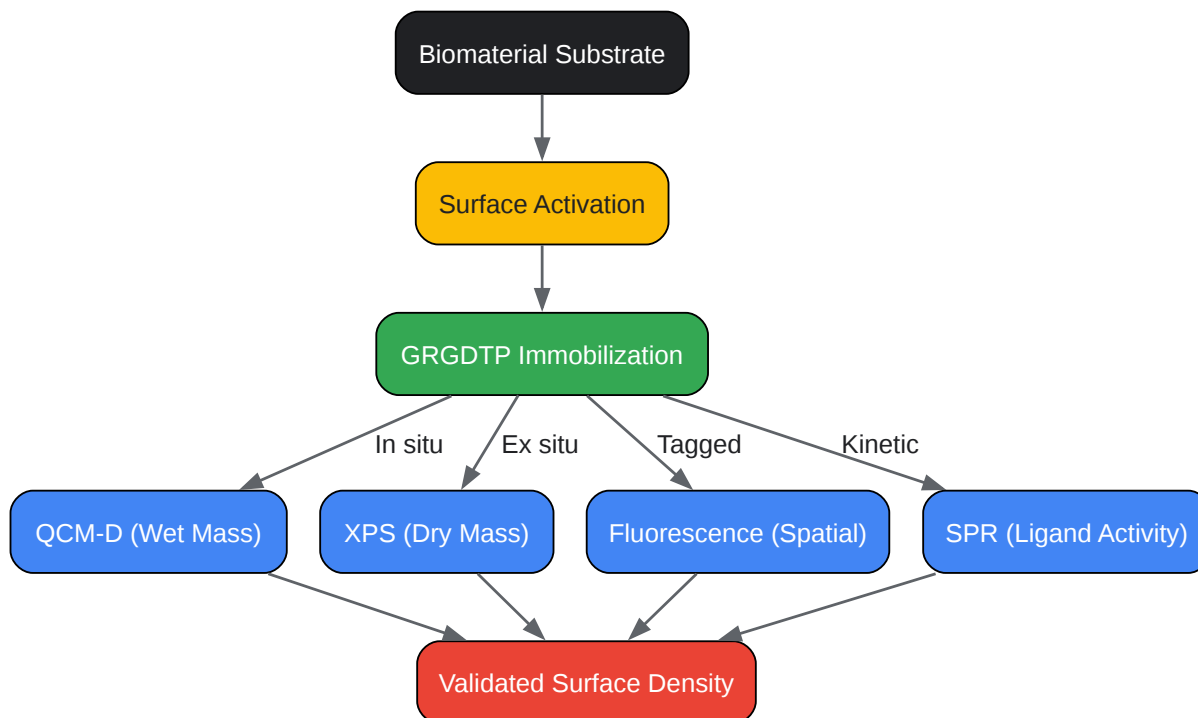 Biomaterial Substrate
Surface Activation
GRGDTP Immobilization
In situ
Ex situ
Tagged
Kinetic
QCM-D (Wet Mass)
XPS (Dry Mass)
Fluorescence (Spatial)
SPR (Ligand Activity)
Validated Surface Density